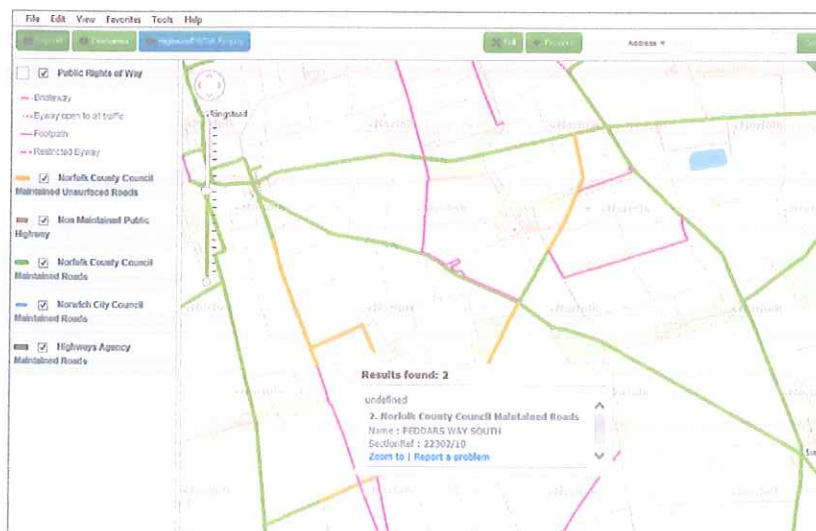 File Edit View Favorites Tools Help
Full
Address
Public Rights of Way
Bridleway
Byway open to all traffic
Footpath
Restricted Byway
Norfolk County Council
Maintained Unsurfaced Roads
Non Maintained Public
Highway
Norfolk County Council
Maintained Roads
Norwich City Council
Maintained Roads
Highways Agency
Maintained Roads
Ringstead
Results found: 2
undefined
2. Norfolk County Council Maintained Roads
Name : PEDDARS WAY SOUTH
SectionRef : 22302/10
Zoom to | Report a problem